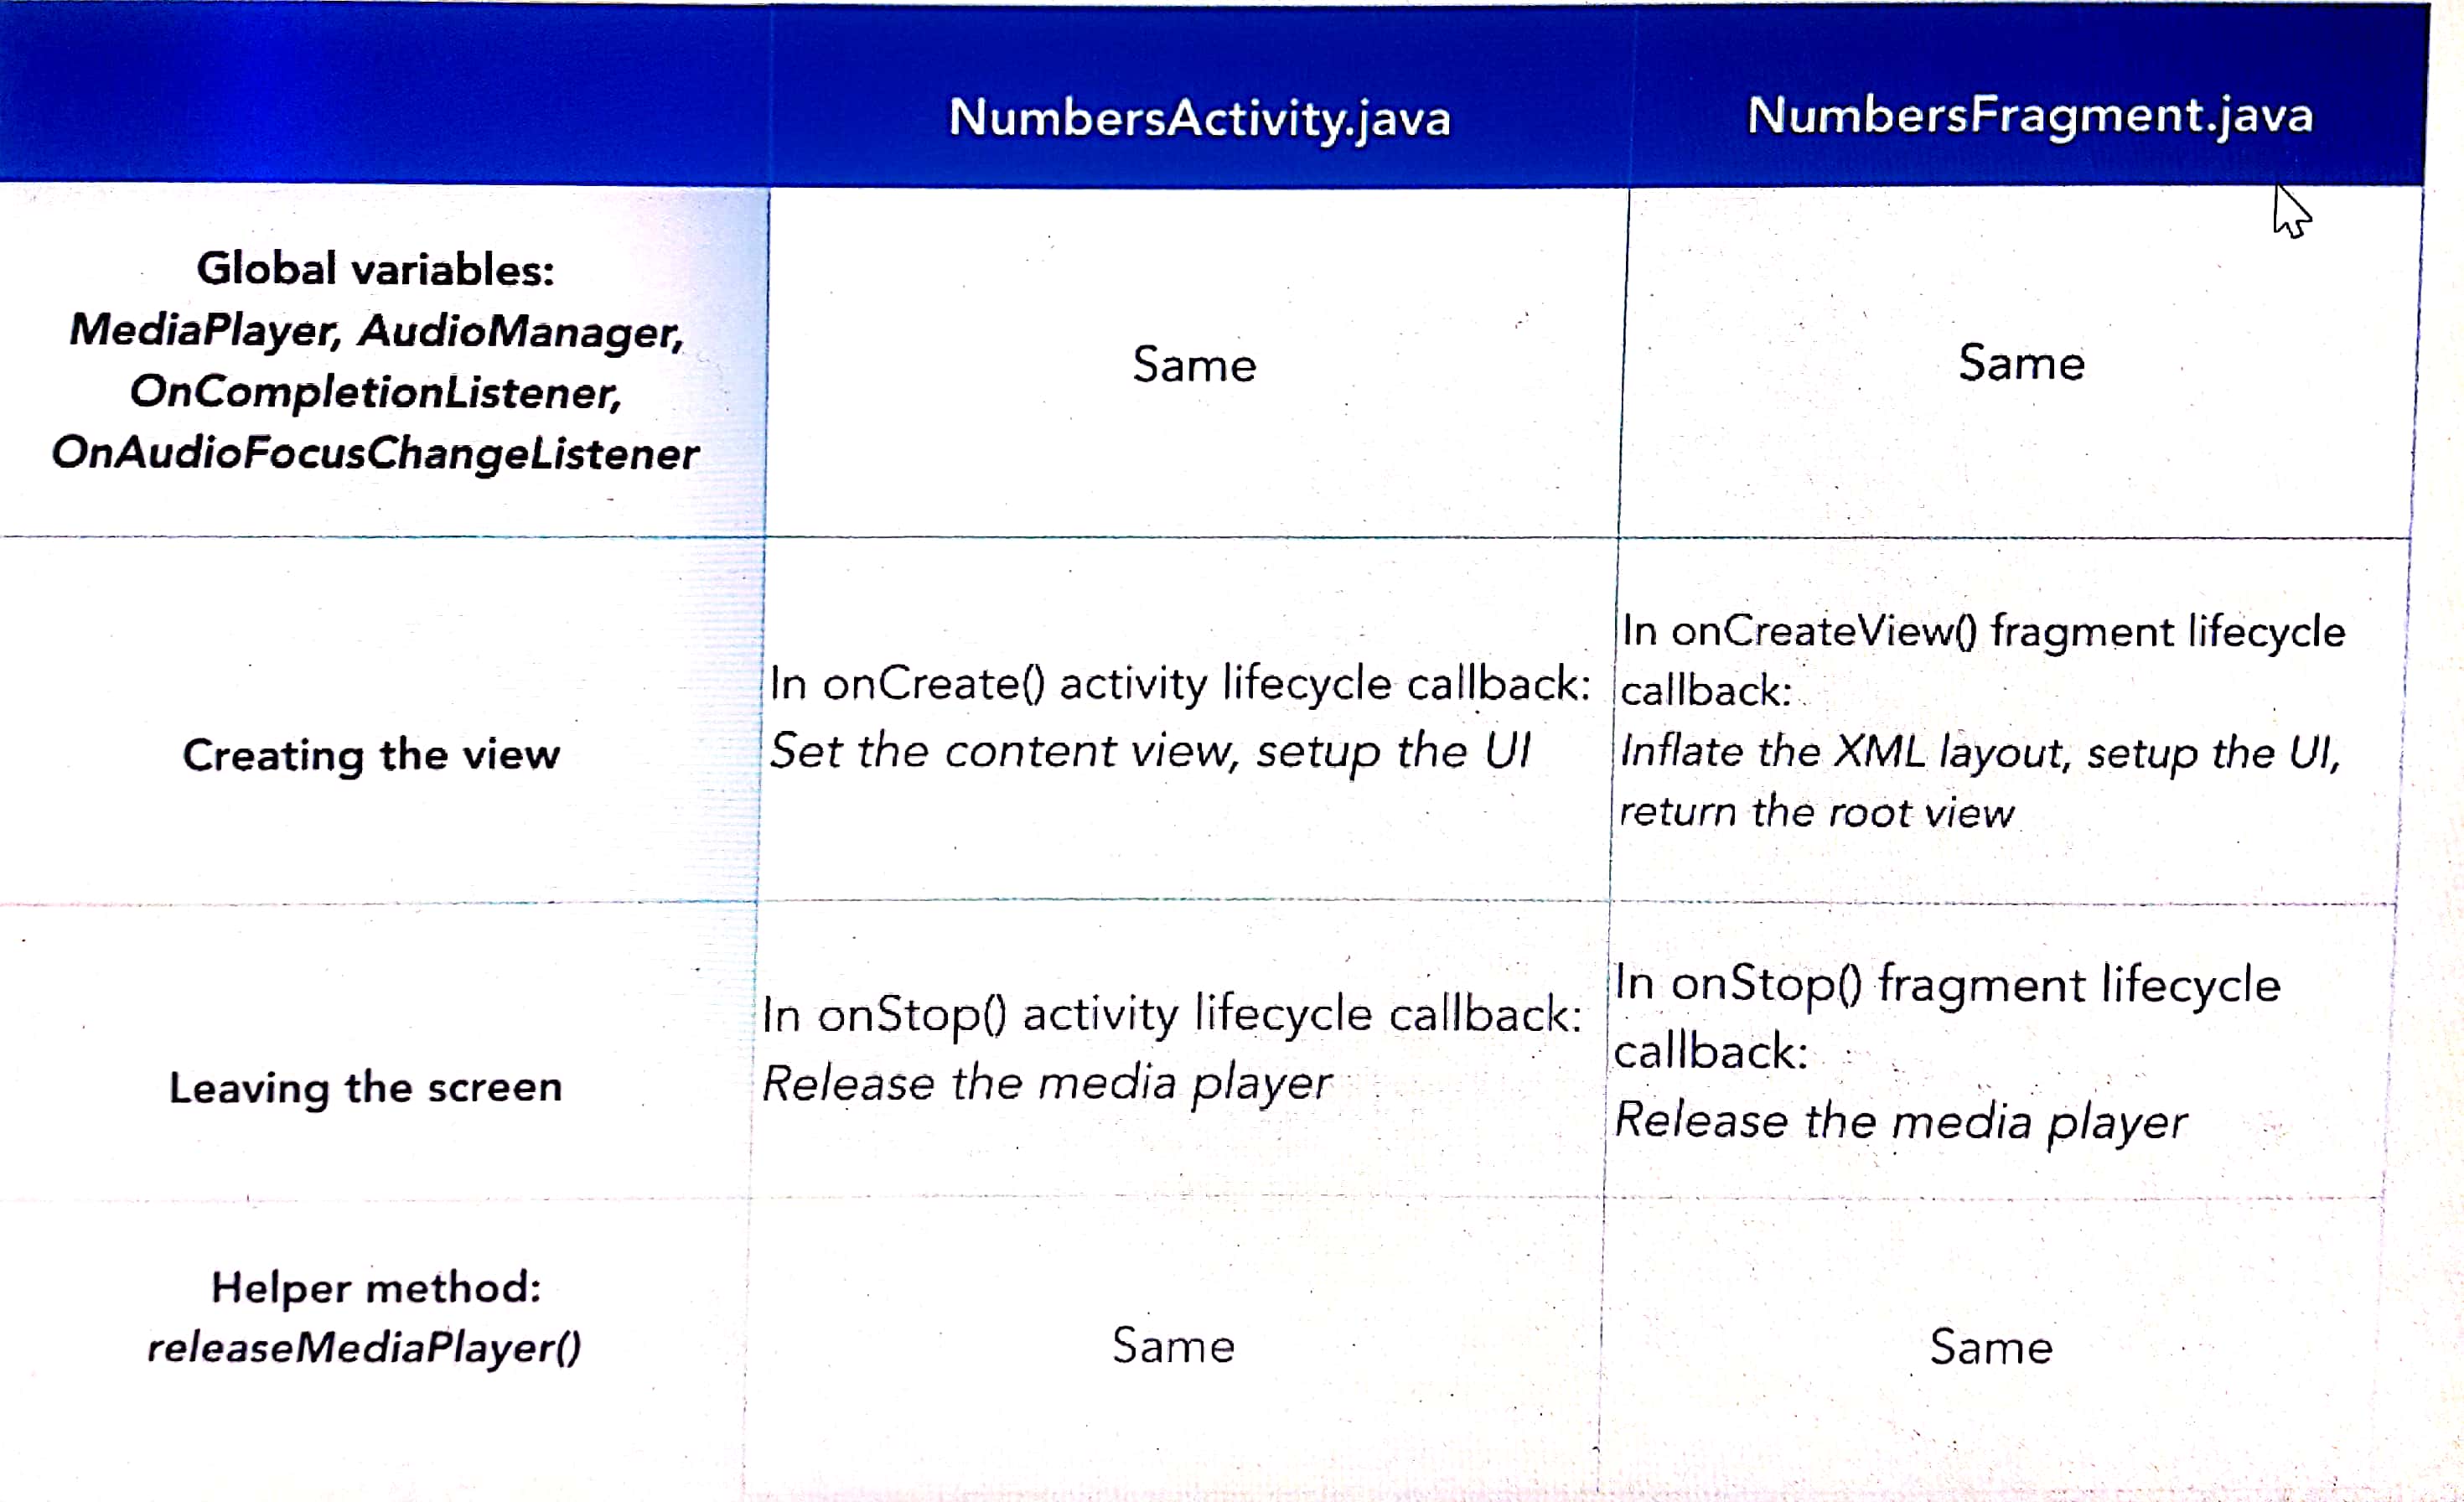 NumbersActivity.java
NumbersFragment.java
Global variables:
MediaPlayer, AudioManager,
OnCompletionListener,
OnAudioFocusChangeListener
Same
Same
Creating the view
In onCreate() activity lifecycle callback:
Set the content view, setup the UI
In onCreateView() fragment lifecycle
callback:
Inflate the XML layout, setup the UI,
return the root view
Leaving the screen
In onStop() activity lifecycle callback:
Release the media player
In onStop() fragment lifecycle
callback:
Release the media player
Helper method:
releaseMediaPlayer()
Same
Same